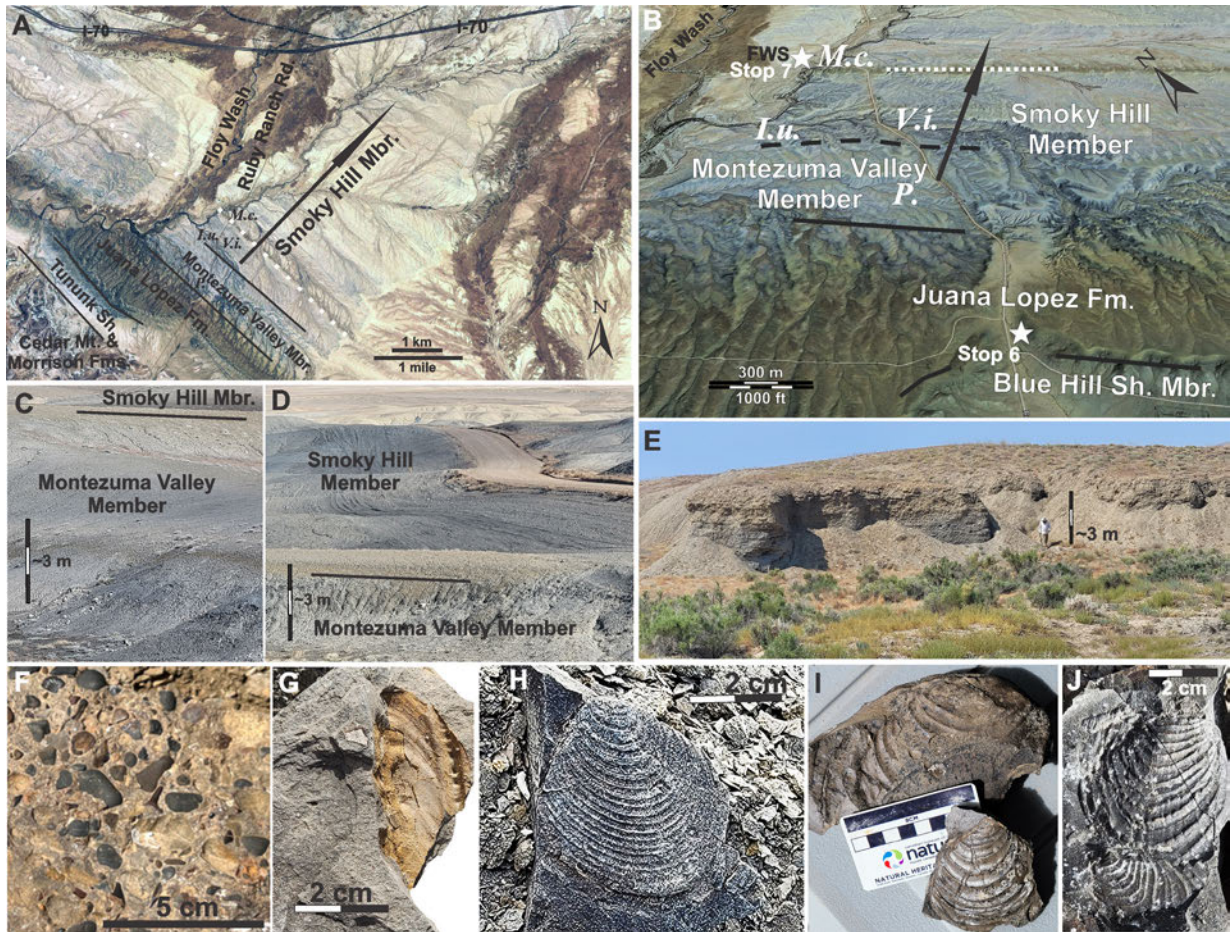 A
I-70
I-70
Floy Wash
Ruby Ranch Rd.
Smoky Hill Mbr.
M.c.
I.u.
V.i.
P.
Montezuma Valley Mbr.
Juana Lopez Fm.
Tununk Sh.
Cedar Mt. &
Morrison Fms.
1 km
1 mile
N
B
Floy Wash
FWS
Stop 7
M.c.
N
I.u.
V.i.
Smoky Hill
Member
Montezuma Valley
Member
P.
Juana Lopez Fm.
Stop 6
Blue Hill Sh. Mbr.
300 m
1000 ft
C
Smoky Hill Mbr.
Montezuma Valley
Member
~3 m
D
Smoky Hill
Member
~3 m
Montezuma Valley Member
E
~3 m
F
5 cm
G
2 cm
H
2 cm
I
8CM
natu
NATURAL HERITA
J
2 cm